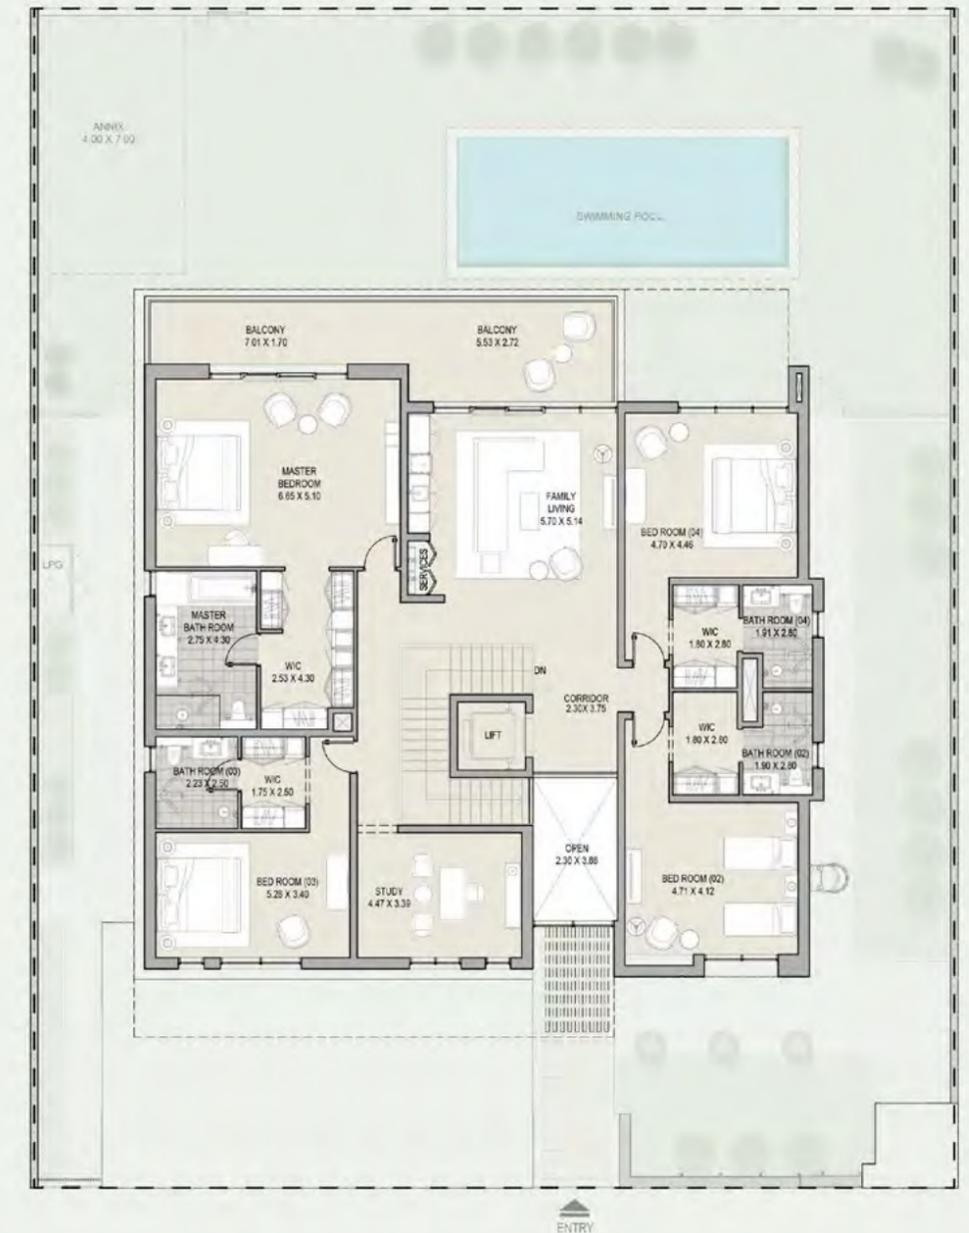 ANNIX
4.00 X 7.00
SWIMMING POOL
BALCONY
7.01 X 1.70
BALCONY
5.53 X 2.72
MASTER
BEDROOM
6.65 X 5.10
FAMILY
LIVING
5.70 X 5.14
BED ROOM (04)
4.70 X 4.46
SERVICES
LPG
MASTER
BATH ROOM
2.75 X 4.30
WIC
2.53 X 4.30
WIC
1.80 X 2.80
BATH ROOM (04)
1.91 X 2.80
DN
CORRIDOR
2.30X 3.75
LIFT
WIC
1.80 X 2.80
BATH ROOM (02)
1.90 X 2.80
BATH ROOM (03)
2.23 X 2.50
WIC
1.75 X 2.50
OPEN
2.30 X 3.88
BED ROOM (03)
5.28 X 3.40
STUDY
4.47 X 3.39
BED ROOM (02)
4.71 X 4.12
ENTRY